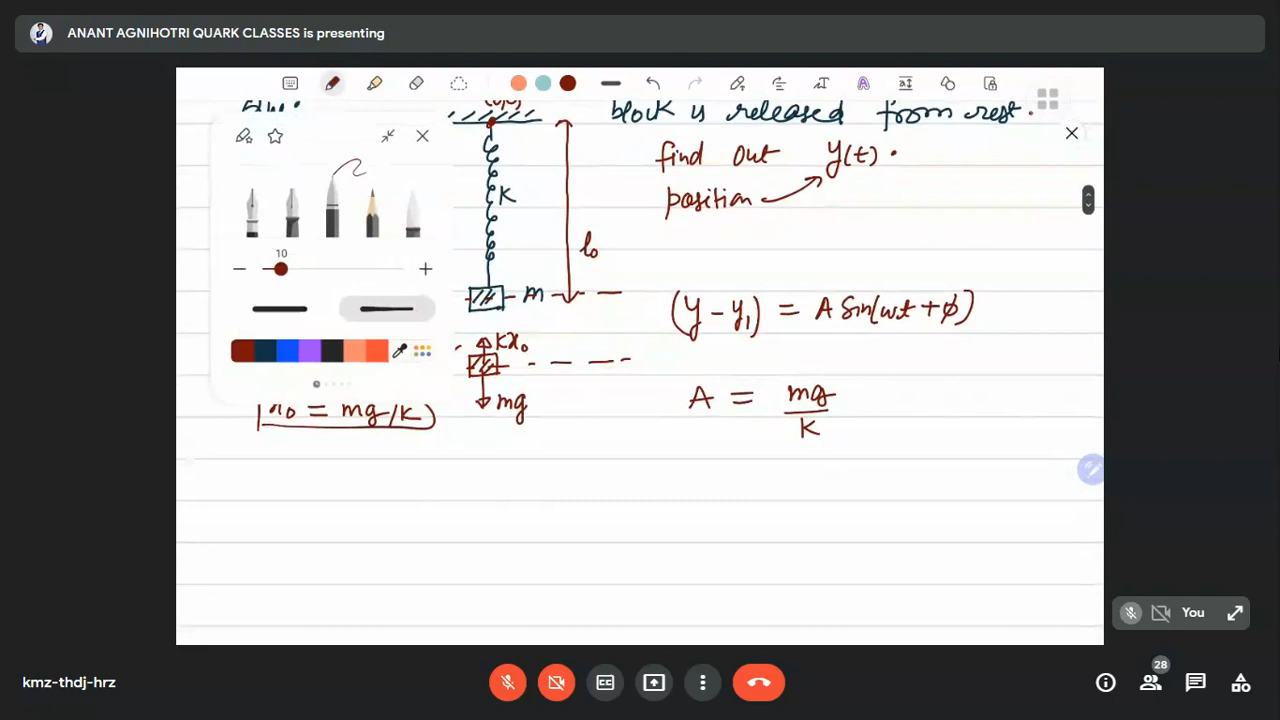 ANANT AGNIHOTRI QUARK CLASSES is presenting
block is released from rest.
find out y(t).
position
K
l₀
m
10
(y - y₁) = A Sin(ωt + φ)
Kx₀
A = mg/K
mg
x₀ = mg/K
You
kmz-thdj-hrz
CC
28